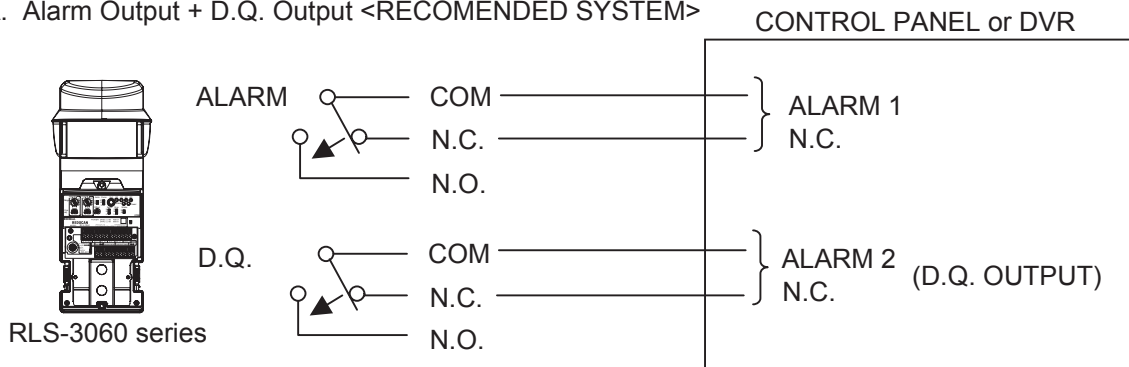 . Alarm Output + D.Q. Output <RECOMENDED SYSTEM>
CONTROL PANEL or DVR
ALARM
COM
N.C.
N.O.
ALARM 1
N.C.
D.Q.
COM
N.C.
N.O.
ALARM 2
N.C.
(D.Q. OUTPUT)
RLS-3060 series